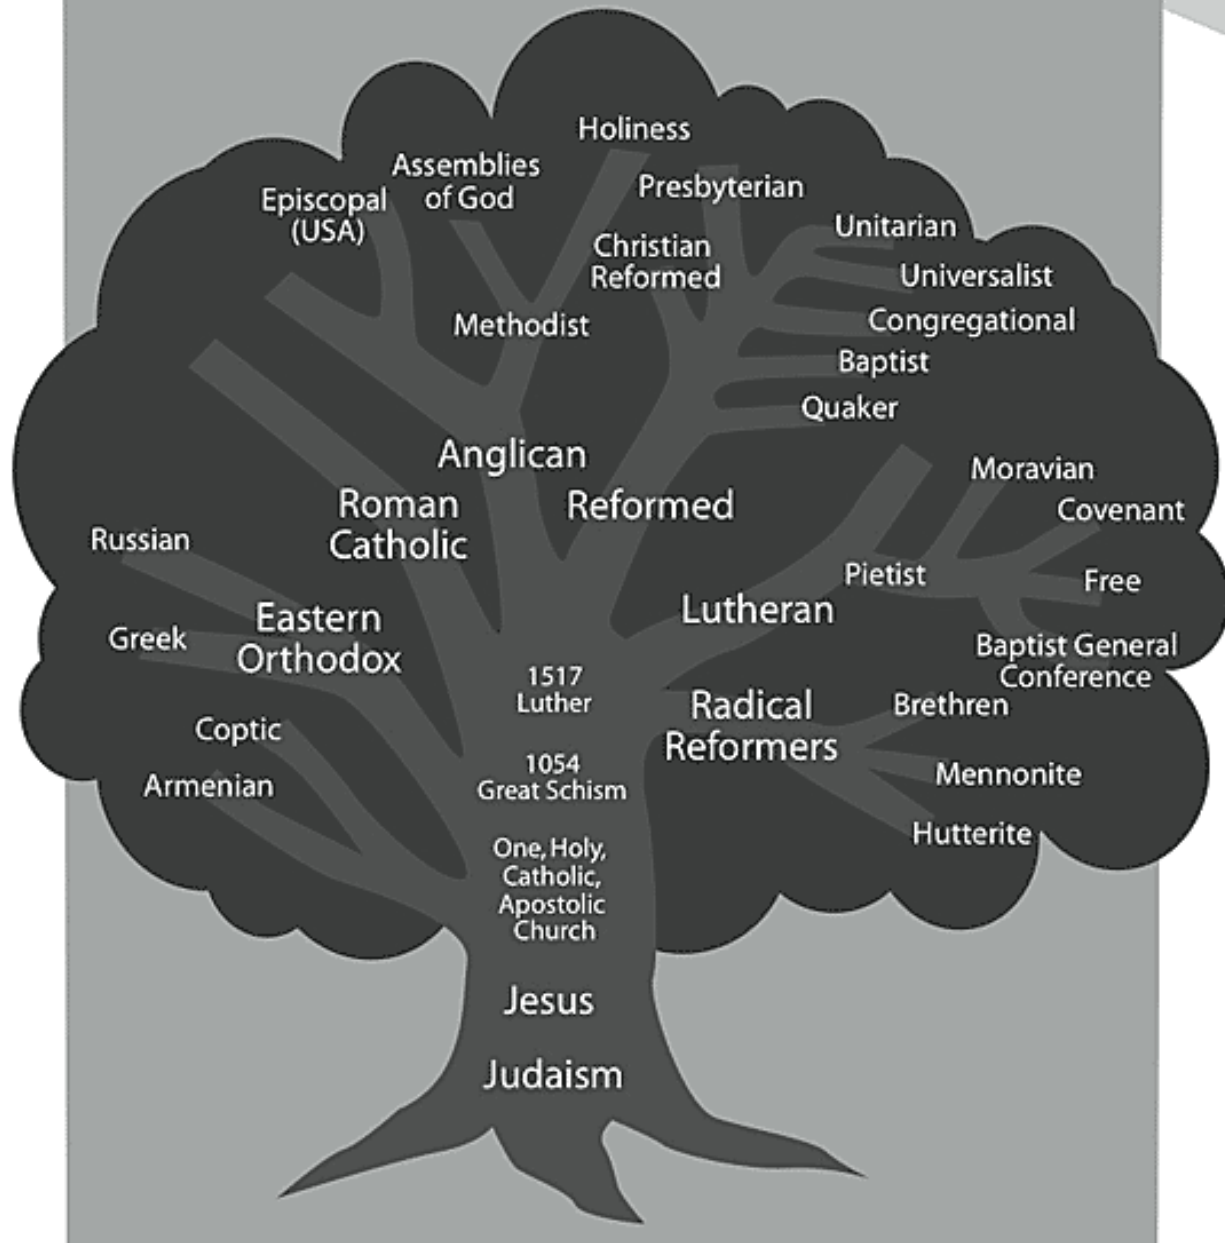 Holiness
Assemblies
of God
Presbyterian
Episcopal
(USA)
Unitarian
Christian
Reformed
Universalist
Congregational
Methodist
Baptist
Quaker
Anglican
Moravian
Roman
Catholic
Reformed
Covenant
Russian
Pietist
Free
Eastern
Orthodox
Lutheran
Greek
Baptist General
Conference
1517
Luther
Radical
Reformers
Brethren
Coptic
1054
Great Schism
Mennonite
Armenian
Hutterite
One, Holy,
Catholic,
Apostolic
Church
Jesus
Judaism